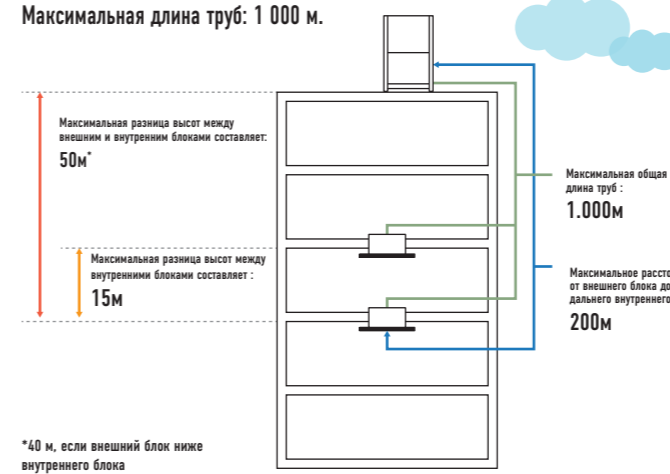 Максимальная длина труб: 1 000 м.
Максимальная разница высот между
внешним и внутренним блоками составляет:
50м*
Максимальная разница высот между
внутренними блоками составляет :
15м
Максимальная общая
длина труб :
1.000м
Максимальное
от внешнего блока
дальнего внутреннего
200м
*40 м, если внешний блок ниже
внутреннего блока